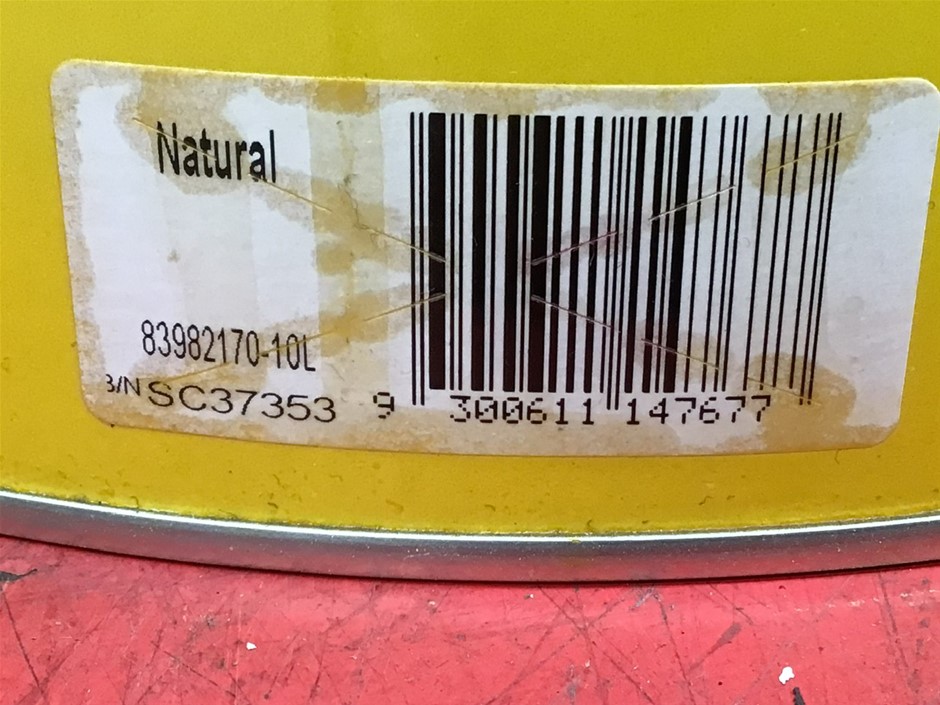 Natural
83982170-10L
B/N SC37353
9 300611 147677